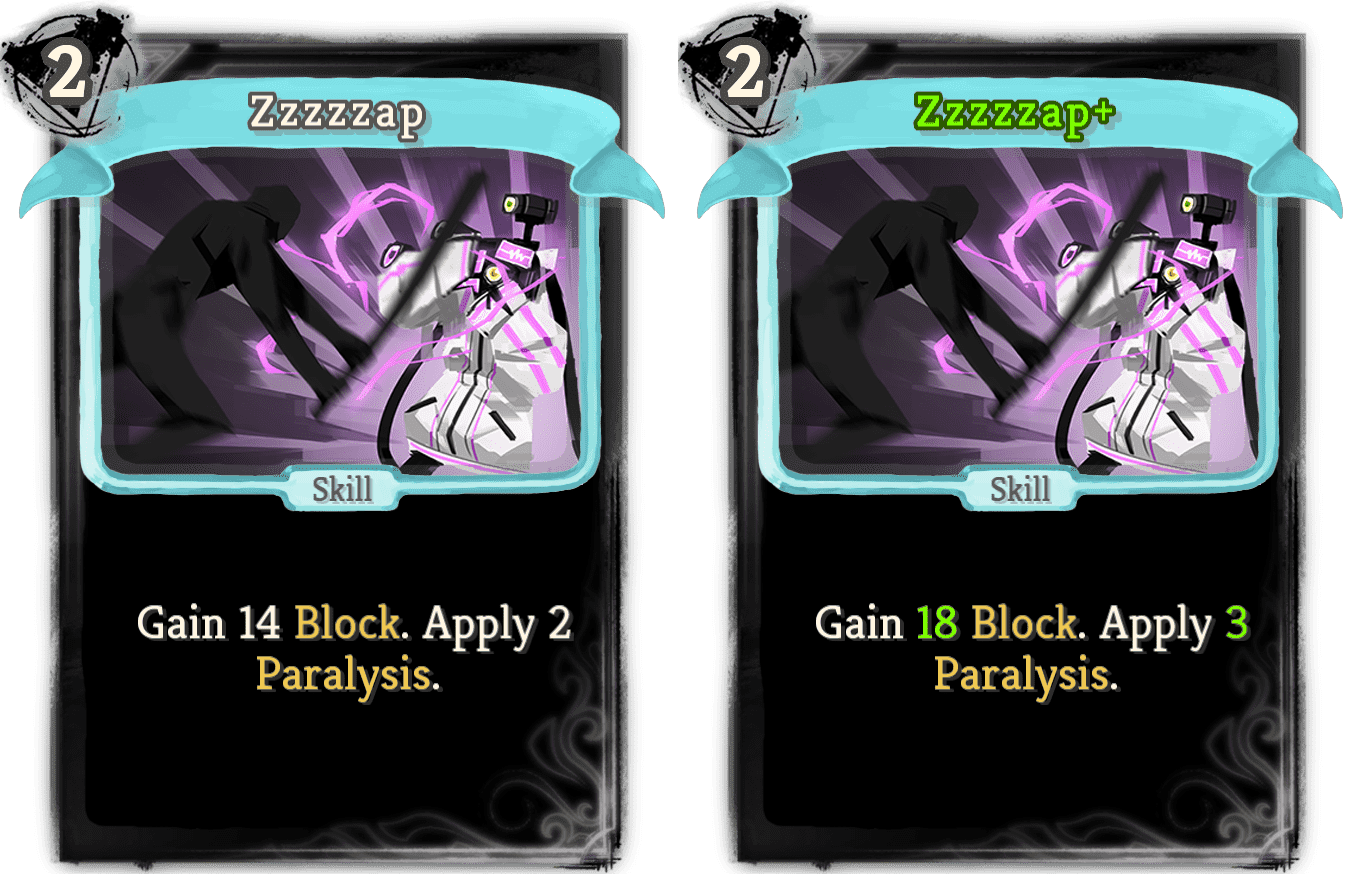 2
Zzzzzap
Skill
Gain 14 Block. Apply 2
Paralysis.
2
Zzzzzap+
Skill
Gain 18 Block. Apply 3
Paralysis.